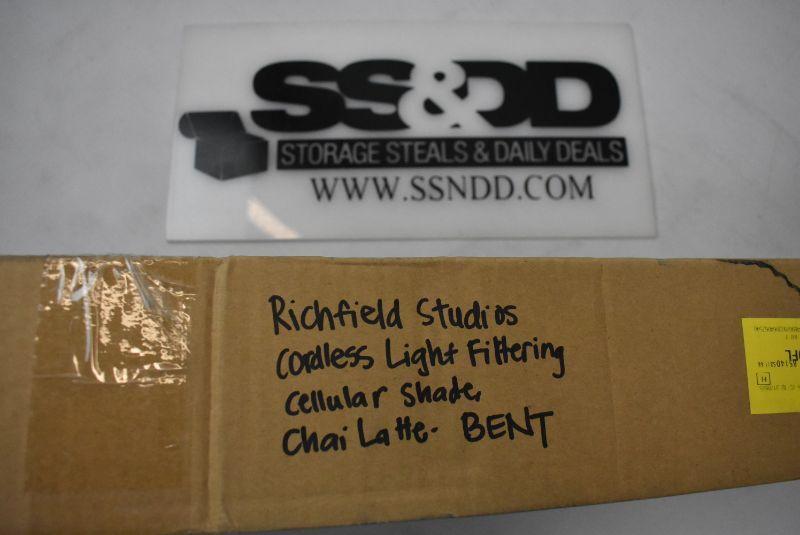 SS&DD
STORAGE STEALS & DAILY DEALS
WWW.SSNDD.COM
Richfield Studios
Cordless Light Filtering
Cellular Shade,
Chai Latte. BENT